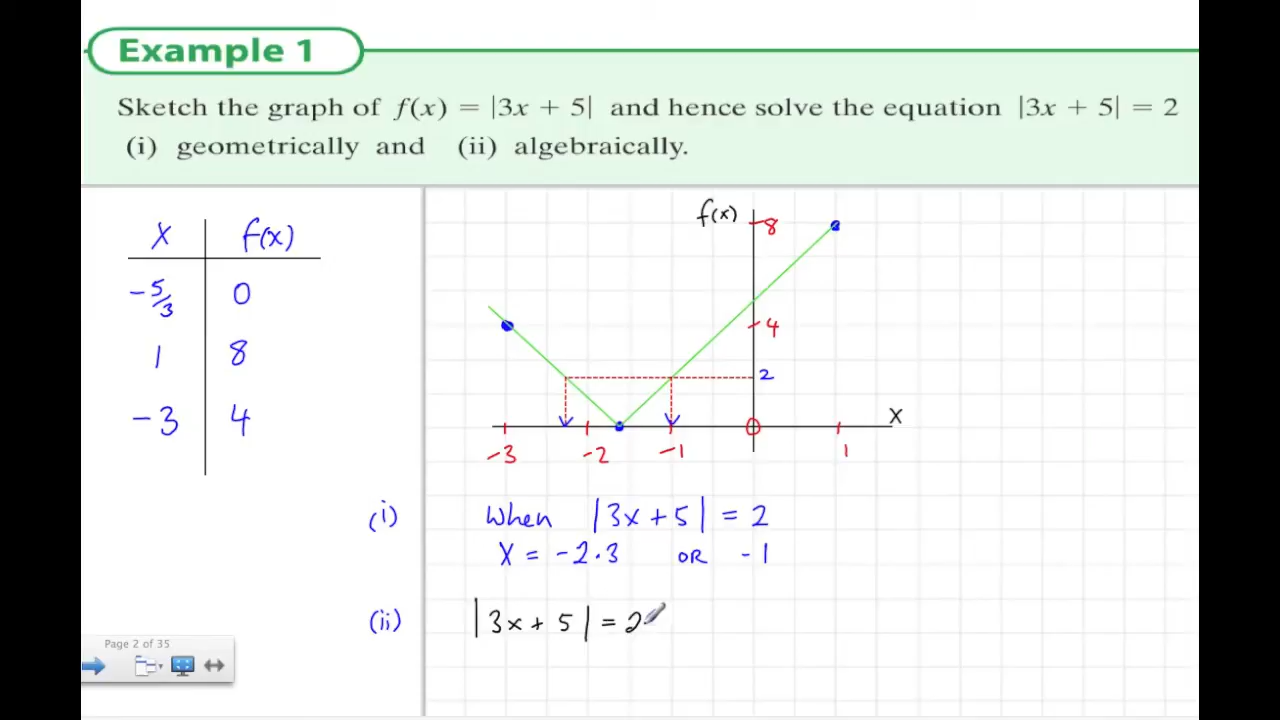 Example 1
Sketch the graph of f(x) = |3x + 5| and hence solve the equation |3x + 5| = 2
(i) geometrically and (ii) algebraically.
x f(x)
-5/3 0
1 8
-3 4
f(x)
8
4
2
x
-3 -2 -1 0 1
(i) When |3x + 5| = 2
x = -2·3 OR -1
(ii) |3x + 5| = 2
Page 2 of 35